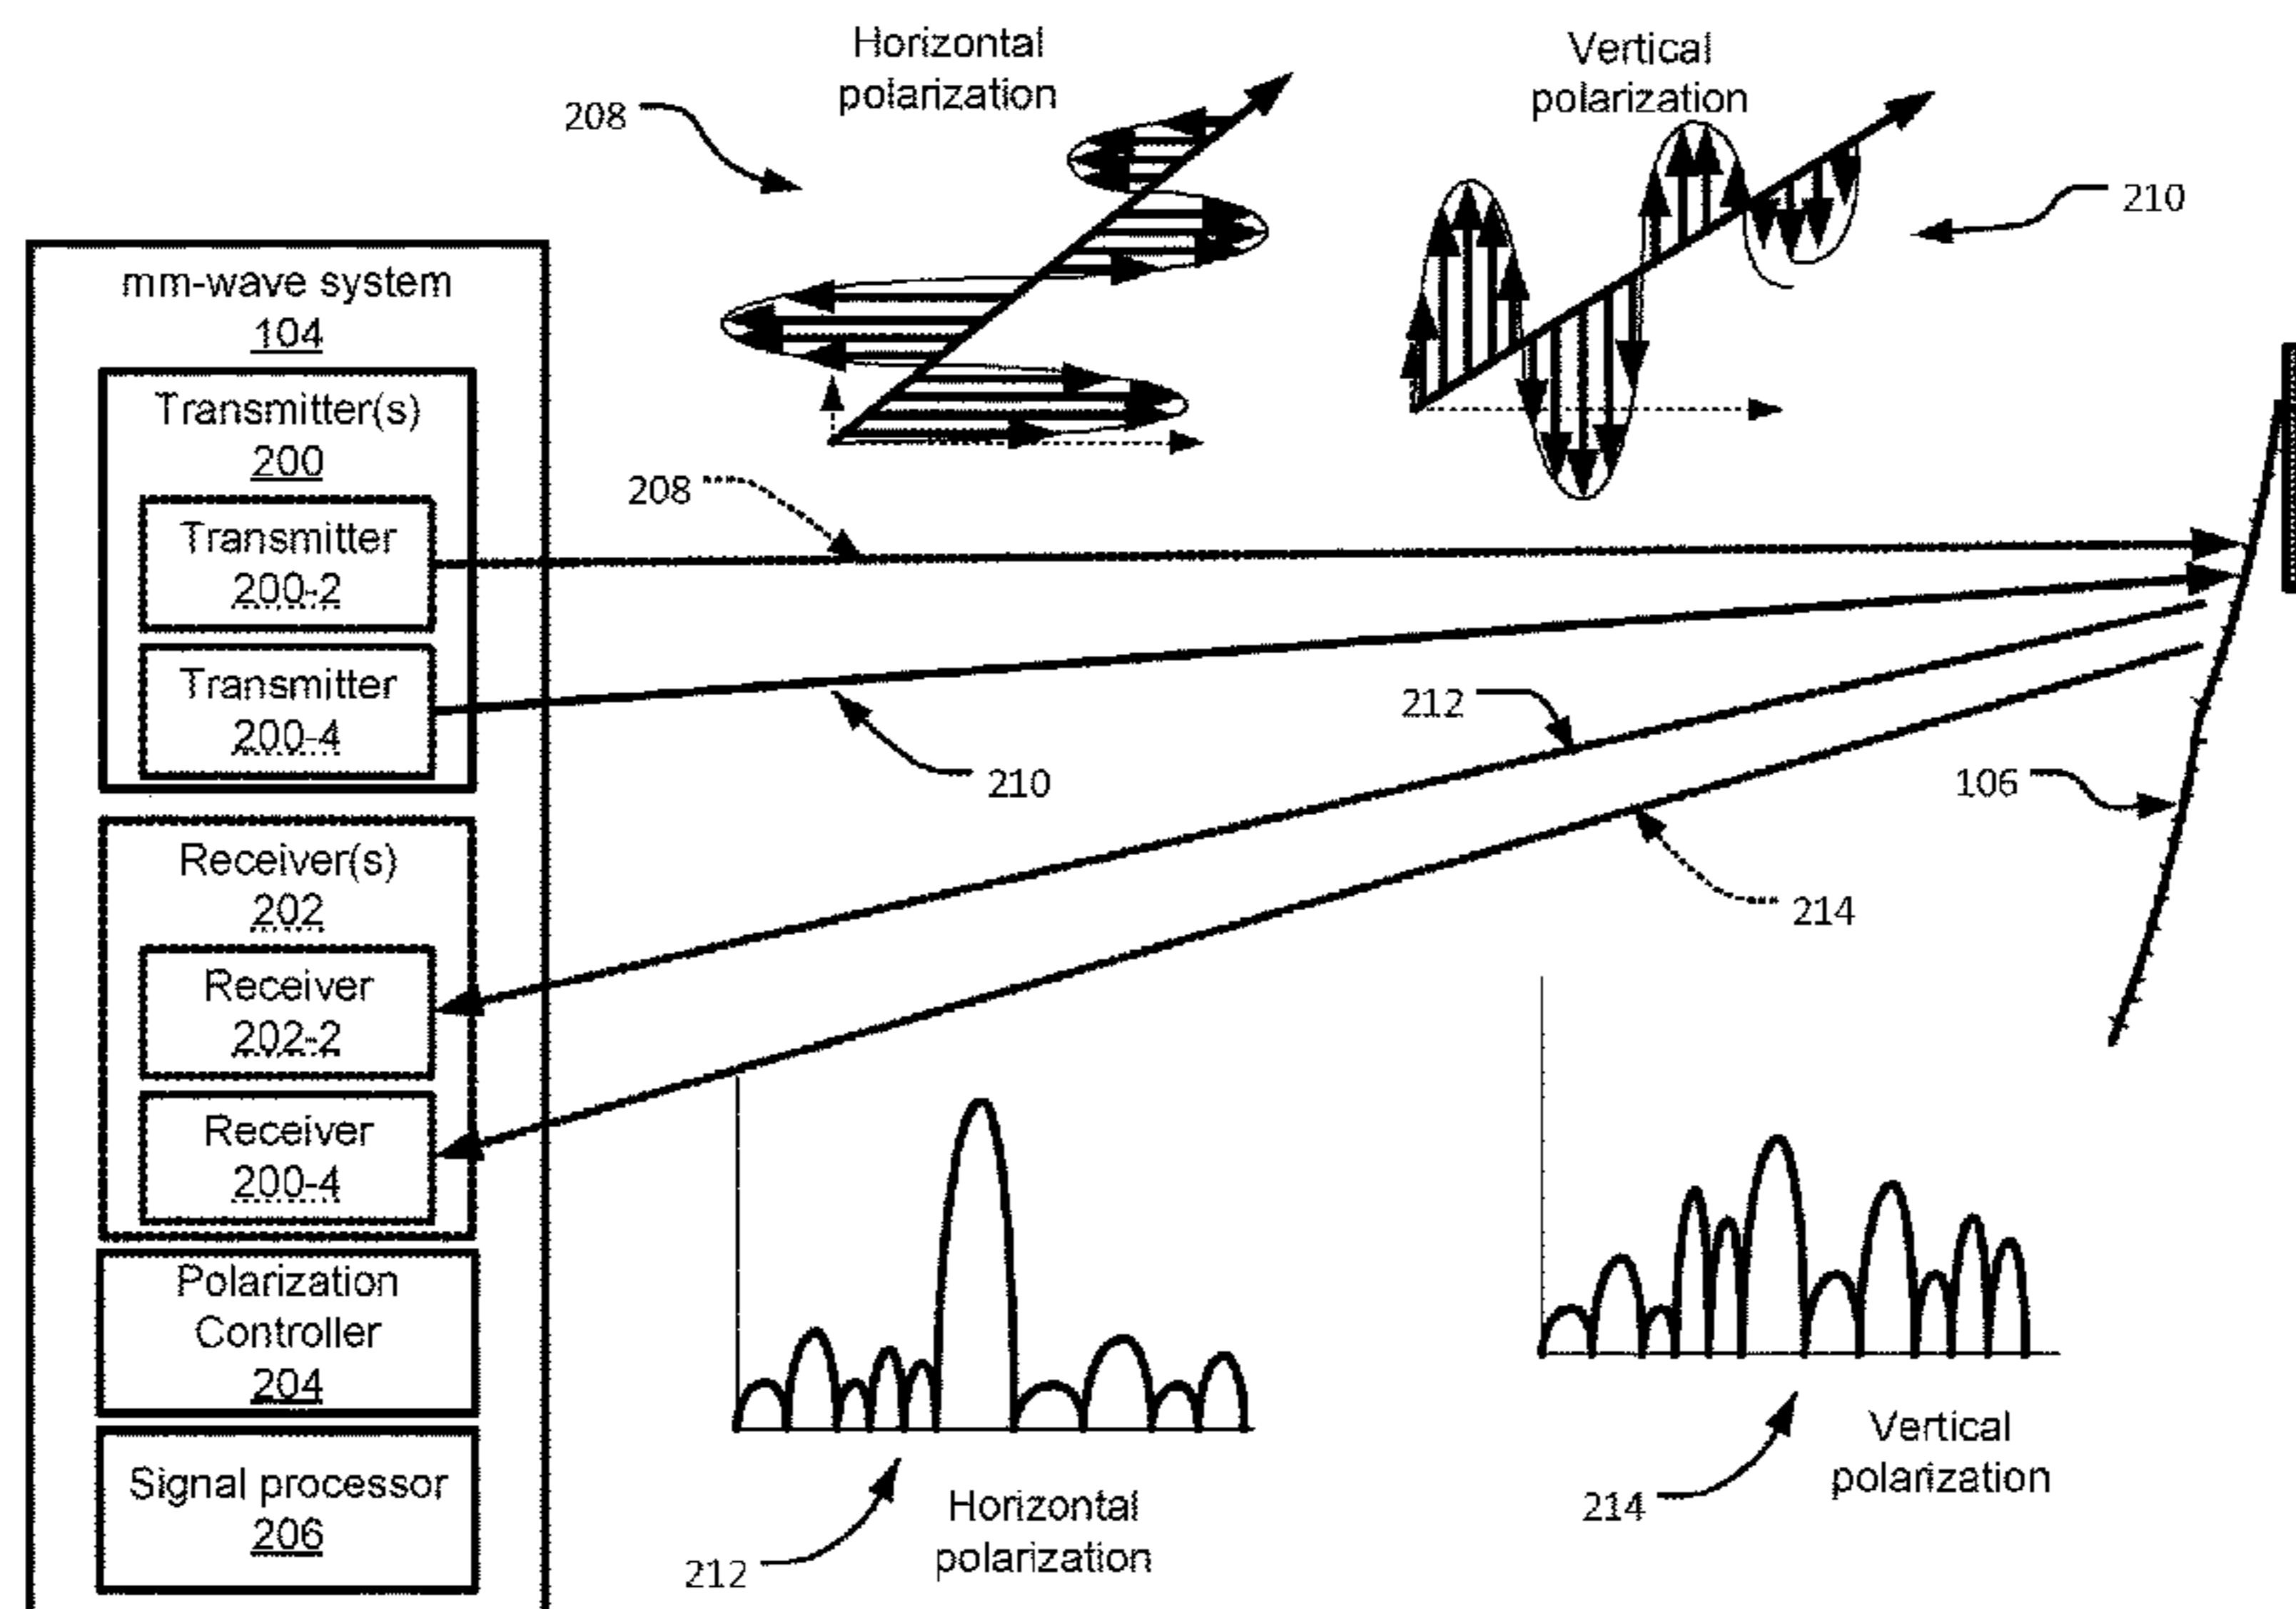 Horizontal
polarization
208
Vertical
polarization
210
mm-wave system
104
Transmitter(s)
200
Transmitter
200-2
Transmitter
200-4
208
210
212
214
106
Receiver(s)
202
Receiver
202-2
Receiver
200-4
Polarization
Controller
204
Signal processor
206
212
Horizontal
polarization
214
Vertical
polarization